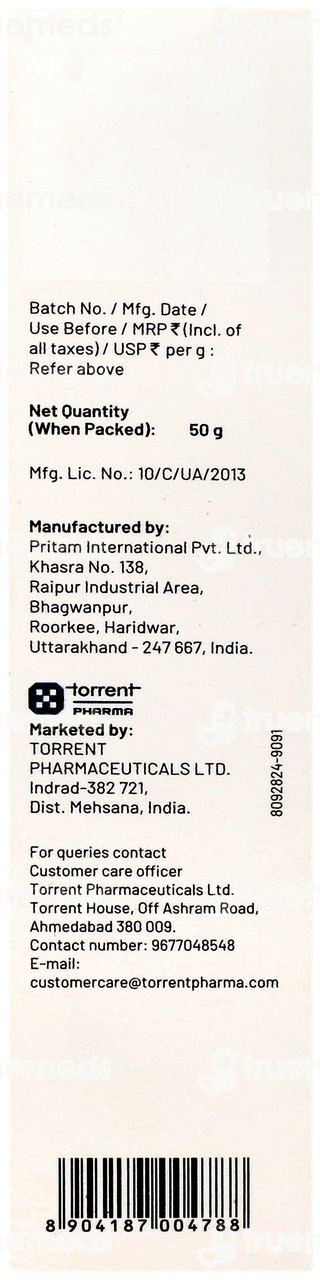 Batch No. / Mfg. Date /
Use Before / MRP ₹ (Incl. of
all taxes) / USP ₹ per g :
Refer above
Net Quantity
(When Packed): 50 g
Mfg. Lic. No.: 10/C/UA/2013
Manufactured by:
Pritam International Pvt. Ltd.,
Khasra No. 138,
Raipur Industrial Area,
Bhagwanpur,
Roorkee, Haridwar,
Uttarakhand - 247 667, India.
torrent
PHARMA
Marketed by:
TORRENT
PHARMACEUTICALS LTD.
Indrad-382 721,
Dist. Mehsana, India.
8092824-9091
For queries contact
Customer care officer
Torrent Pharmaceuticals Ltd.
Torrent House, Off Ashram Road,
Ahmedabad 380 009.
Contact number: 9677048548
E-mail:
customercare@torrentpharma.com
8 904187 004788